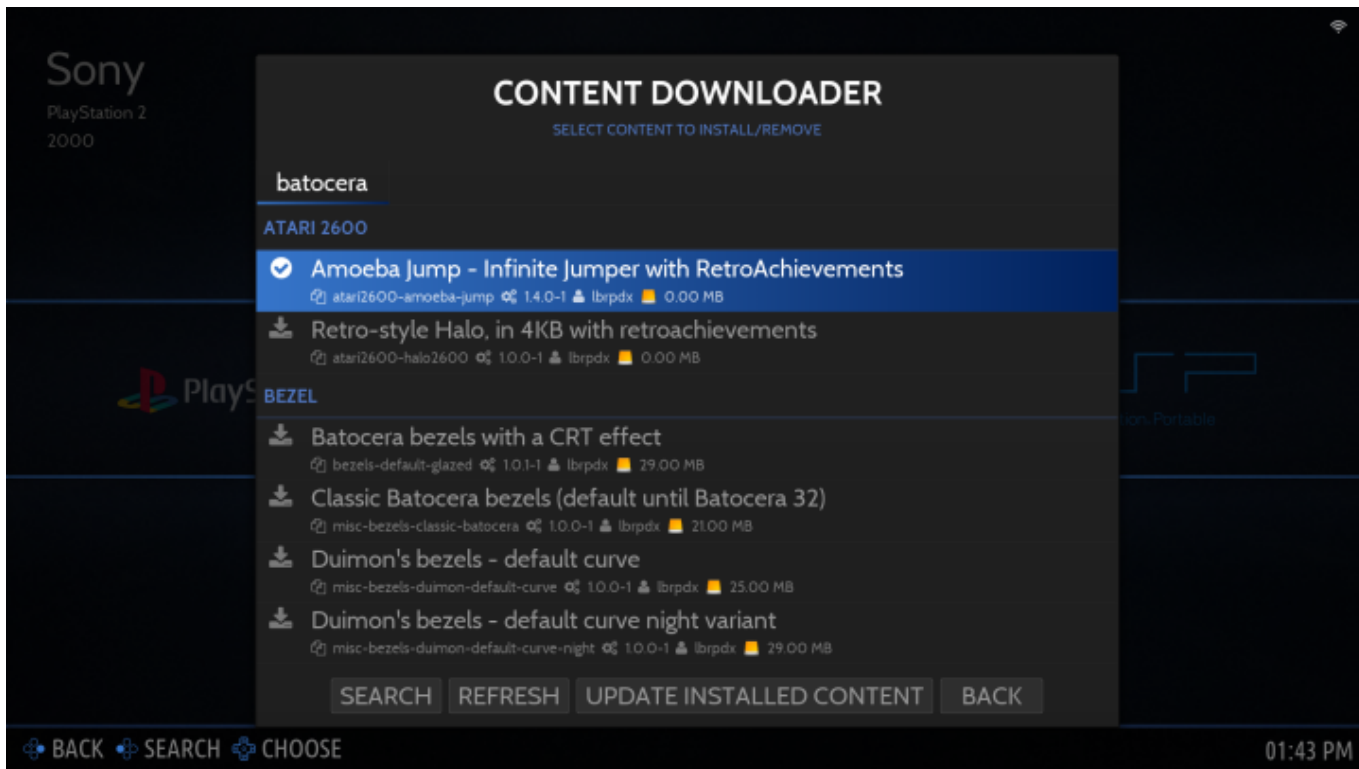 Sony
PlayStation 2
2000
CONTENT DOWNLOADER
SELECT CONTENT TO INSTALL/REMOVE
batocera
ATARI 2600
Amoeba Jump - Infinite Jumper with RetroAchievements
atari2600-amoeba-jump 1.4.0-1 lbrpdx 0.00 MB
Retro-style Halo, in 4KB with retroachievements
atari2600-halo2600 1.0.0-1 lbrpdx 0.00 MB
PlayS
BEZEL
tion Portable
Batocera bezels with a CRT effect
bezels-default-glazed 1.0.1-1 lbrpdx 29.00 MB
Classic Batocera bezels (default until Batocera 32)
misc-bezels-classic-batocera 1.0.0-1 lbrpdx 21.00 MB
Duimon's bezels - default curve
misc-bezels-duimon-default-curve 1.0.0-1 lbrpdx 25.00 MB
Duimon's bezels - default curve night variant
misc-bezels-duimon-default-curve-night 1.0.0-1 lbrpdx 29.00 MB
SEARCH REFRESH UPDATE INSTALLED CONTENT BACK
BACK SEARCH CHOOSE 01:43 PM